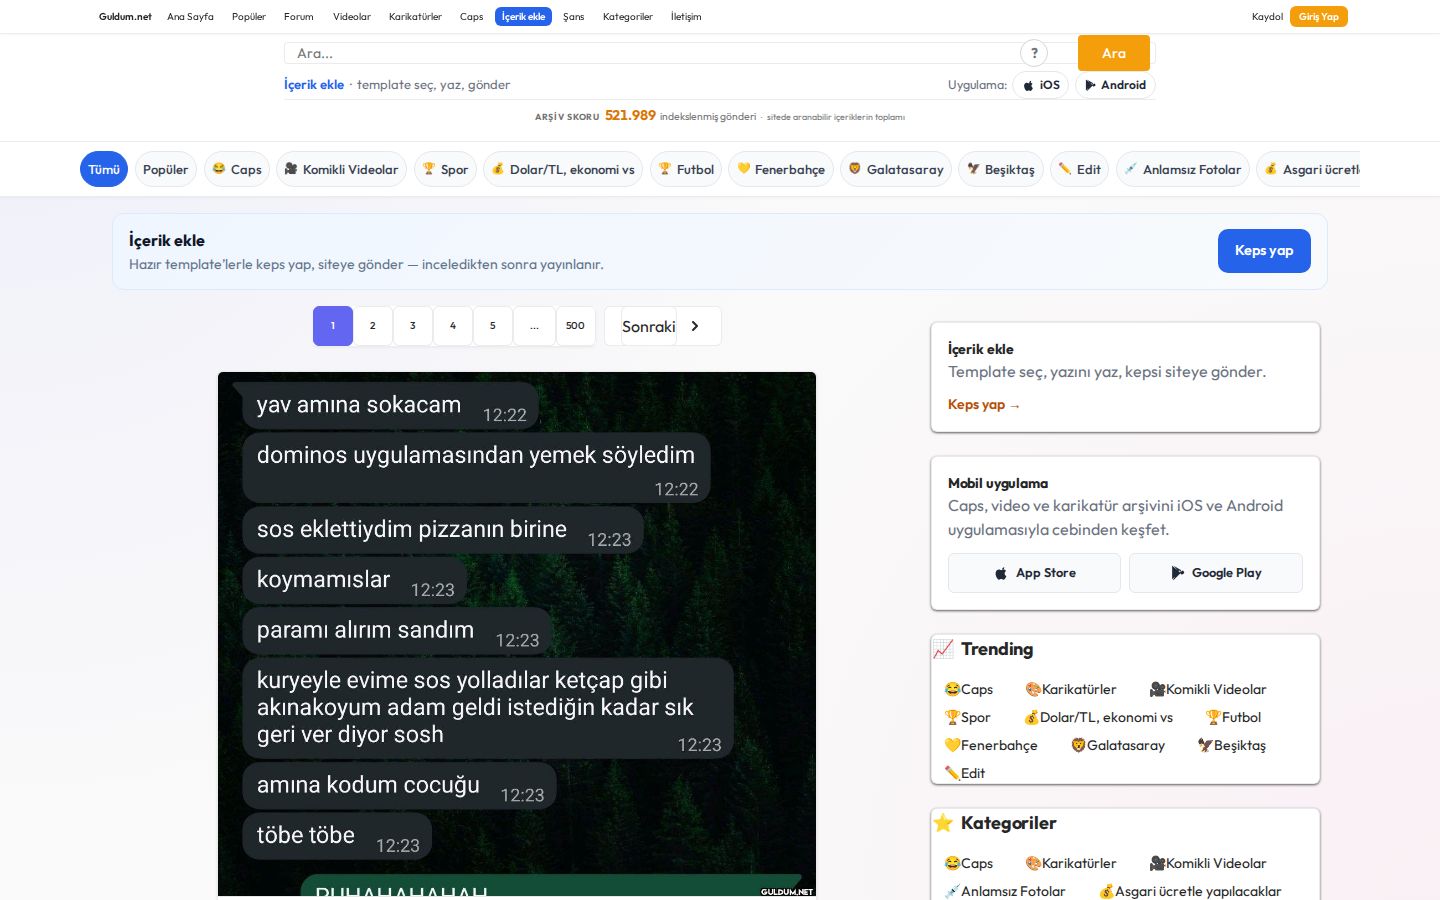 Guldum.net Ana Sayfa Popüler Forum Videolar Karikatürler Caps İçerik ekle Şans Kategoriler İletişim Kaydol Giriş Yap
Ara... ? Ara
İçerik ekle · template seç, yaz, gönder Uygulama: iOS Android
ARŞİV SKORU 521.989 indekslenmiş gönderi · sitede aranabilir içeriklerin toplamı
Tümü Popüler 😂 Caps 🎥 Komikli Videolar 🏆 Spor 💰 Dolar/TL, ekonomi vs 🏆 Futbol 💛 Fenerbahçe 🦁 Galatasaray 🦅 Beşiktaş ✏️ Edit 💉 Anlamsız Fotolar 💰 Asgari ücretle
İçerik ekle
Hazır template'lerle keps yap, siteye gönder — inceledikten sonra yayınlanır.
Keps yap
1 2 3 4 5 ... 500 Sonraki
yav amına sokacam 12:22
dominos uygulamasından yemek söyledim
12:22
sos eklettiydim pizzanın birine 12:23
koymamıslar 12:23
paramı alırım sandım 12:23
kuryeyle evime sos yolladılar ketçap gibi
akınakoyum adam geldi istediğin kadar sık
geri ver diyor sosh 12:23
amına kodum cocuğu 12:23
töbe töbe 12:23
PUHAHAHAHAH
GULDUM.NET
İçerik ekle
Template seç, yazını yaz, kepsi siteye gönder.
Keps yap →
Mobil uygulama
Caps, video ve karikatür arşivini iOS ve Android
uygulamasıyla cebinden keşfet.
App Store Google Play
📈 Trending
😂Caps 🎨Karikatürler 🎥Komikli Videolar
🏆Spor 💰Dolar/TL, ekonomi vs 🏆Futbol
💛Fenerbahçe 🦁Galatasaray 🦅Beşiktaş
✏️Edit
⭐ Kategoriler
😂Caps 🎨Karikatürler 🎥Komikli Videolar
💉Anlamsız Fotolar 💰Asgari ücretle yapılacaklar